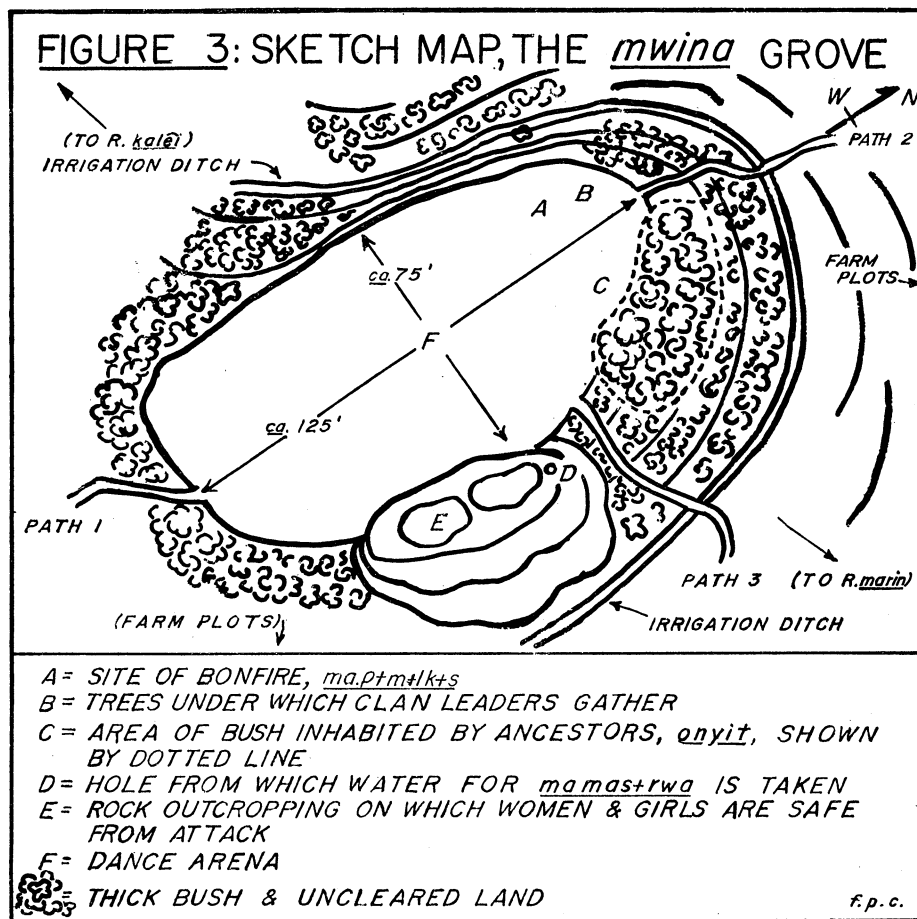 FIGURE 3: SKETCH MAP, THE mwina GROVE
W N
PATH 2
(TO R. kalêi)
IRRIGATION DITCH
A
B
ca. 75'
C
FARM
PLOTS
F
ca. 125'
D
E
PATH 1
PATH 3
(TO R. marin)
(FARM PLOTS)
IRRIGATION DITCH
A = SITE OF BONFIRE, ma.p+m+lk+s
B = TREES UNDER WHICH CLAN LEADERS GATHER
C = AREA OF BUSH INHABITED BY ANCESTORS, onyit, SHOWN
BY DOTTED LINE
D = HOLE FROM WHICH WATER FOR mamas+rwa IS TAKEN
E = ROCK OUTCROPPING ON WHICH WOMEN & GIRLS ARE SAFE
FROM ATTACK
F = DANCE ARENA
= THICK BUSH & UNCLEARED LAND
f.p.c.